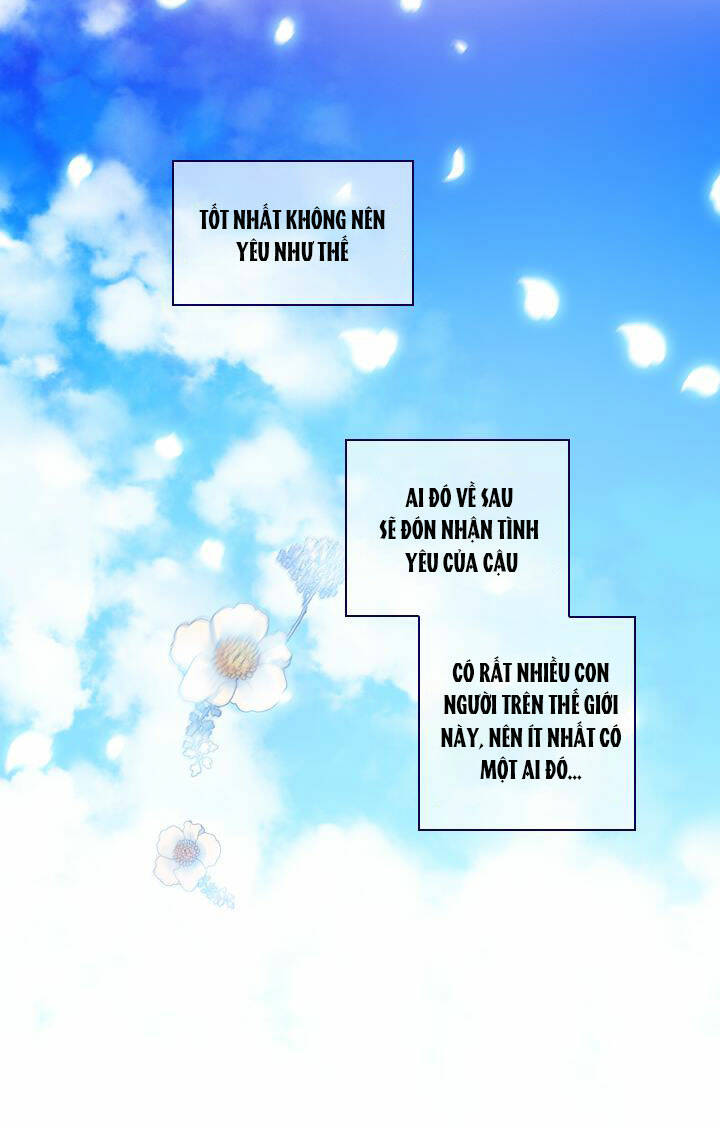 TỐT NHẤT KHÔNG NÊN
YÊU NHƯ THẾ
AI ĐÓ VỀ SAU
SẼ ĐÓN NHẬN TÌNH
YÊU CỦA CẬU
CÓ RẤT NHIỀU CON
NGƯỜI TRÊN THẾ GIỚI
NÀY, NÊN ÍT NHẤT CÓ
MỘT AI ĐÓ...